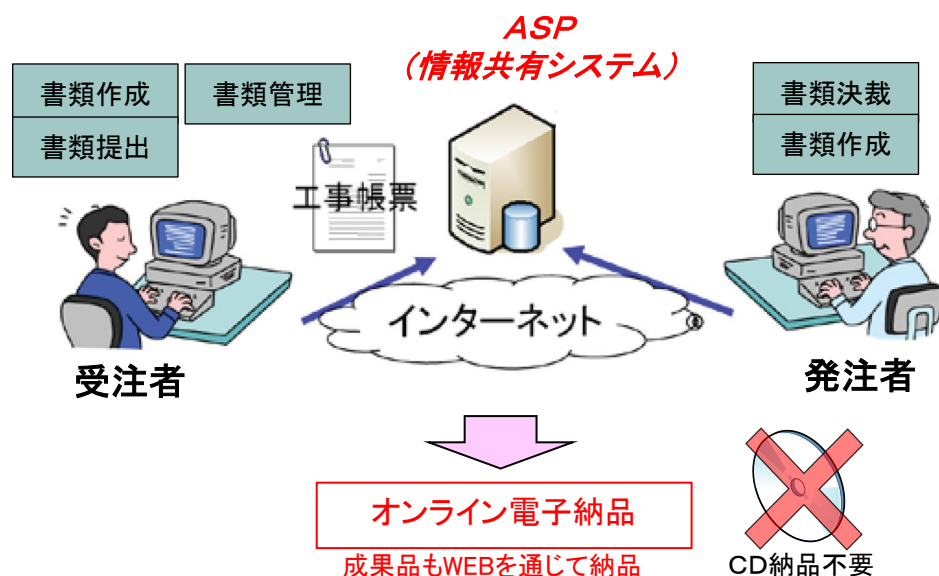 ASP
(情報共有システム)
書類作成
書類管理
書類提出
書類決裁
書類作成
工事帳票
インターネット
受注者
発注者
オンライン電子納品
成果品もWEBを通じて納品
CD納品不要